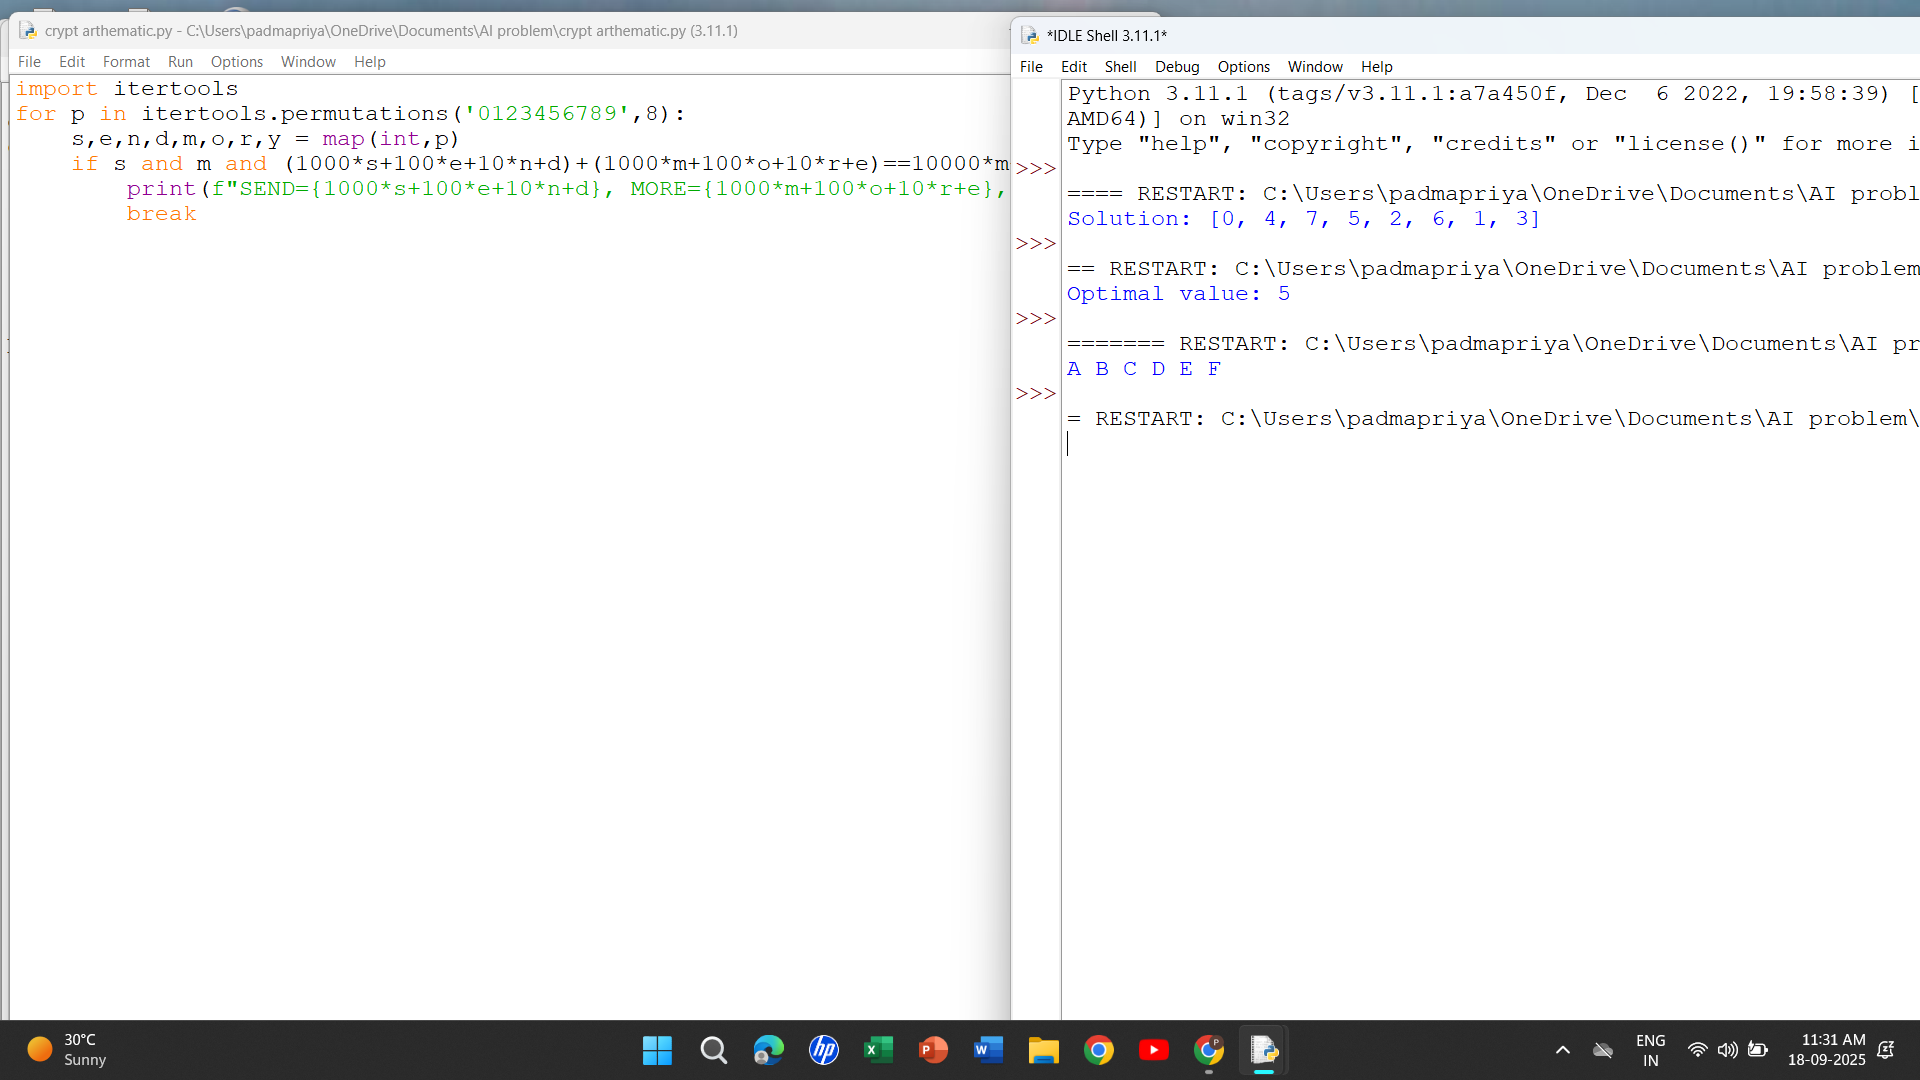 crypt arthematic.py - C:\Users\padmapriya\OneDrive\Documents\AI problem\crypt arthematic.py (3.11.1)
File Edit Format Run Options Window Help
import itertools
for p in itertools.permutations('0123456789',8):
    s,e,n,d,m,o,r,y = map(int,p)
    if s and m and (1000*s+100*e+10*n+d)+(1000*m+100*o+10*r+e)==10000*m
        print(f"SEND={1000*s+100*e+10*n+d}, MORE={1000*m+100*o+10*r+e},
        break
*IDLE Shell 3.11.1*
File Edit Shell Debug Options Window Help
Python 3.11.1 (tags/v3.11.1:a7a450f, Dec  6 2022, 19:58:39) [
AMD64)] on win32
Type "help", "copyright", "credits" or "license()" for more i
>>>
==== RESTART: C:\Users\padmapriya\OneDrive\Documents\AI probl
Solution: [0, 4, 7, 5, 2, 6, 1, 3]
>>>
== RESTART: C:\Users\padmapriya\OneDrive\Documents\AI problem
Optimal value: 5
>>>
======= RESTART: C:\Users\padmapriya\OneDrive\Documents\AI pr
A B C D E F
>>>
= RESTART: C:\Users\padmapriya\OneDrive\Documents\AI problem\
30°C
Sunny
ENG
IN
11:31 AM
18-09-2025